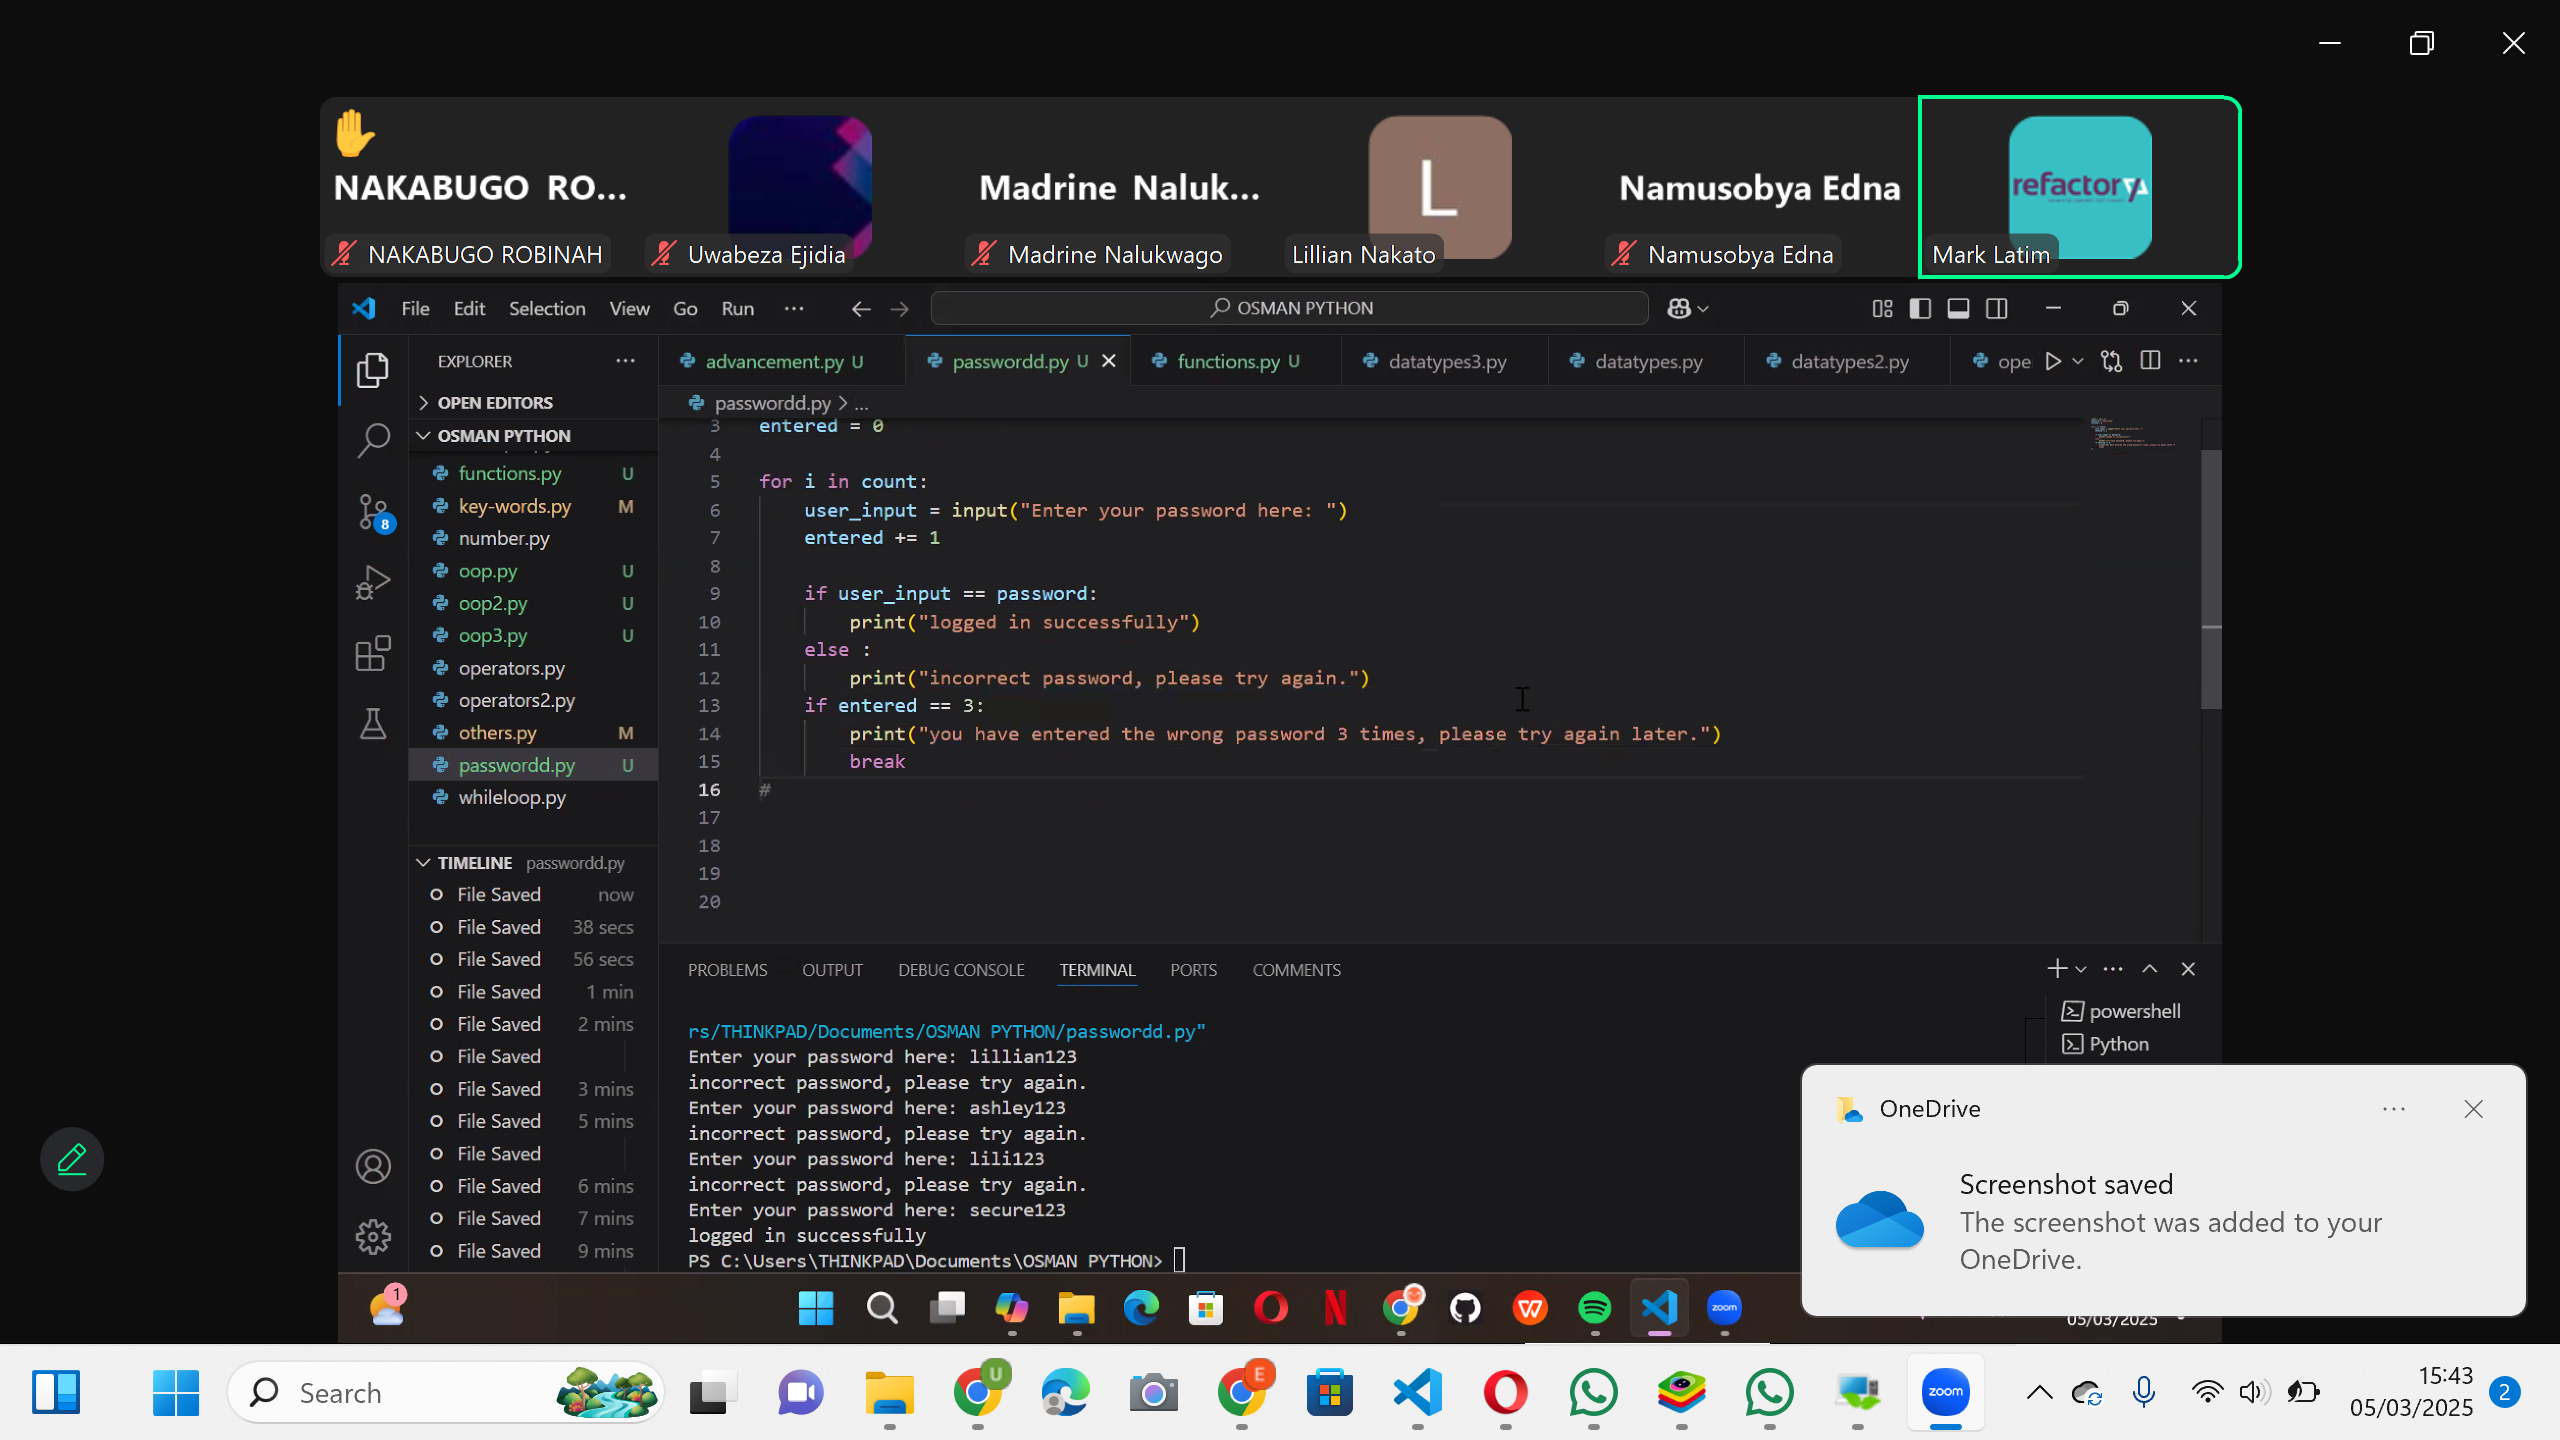 NAKABUGO RO...
Madrine Naluk...
L
Namusobya Edna
refactory
NAKABUGO ROBINAH
Uwabeza Ejidia
Madrine Nalukwago
Lillian Nakato
Namusobya Edna
Mark Latim
File Edit Selection View Go Run ...
OSMAN PYTHON
EXPLORER
advancement.py U
passwordd.py U
functions.py U
datatypes3.py
datatypes.py
datatypes2.py
ope
OPEN EDITORS
passwordd.py > ...
OSMAN PYTHON
functions.py U
key-words.py M
number.py
oop.py U
oop2.py U
oop3.py U
operators.py
operators2.py
others.py M
passwordd.py U
whileloop.py
8
TIMELINE passwordd.py
File Saved now
File Saved 38 secs
File Saved 56 secs
File Saved 1 min
File Saved 2 mins
File Saved
File Saved 3 mins
File Saved 5 mins
File Saved
File Saved 6 mins
File Saved 7 mins
File Saved 9 mins
3 entered = 0
4
5 for i in count:
6 user_input = input("Enter your password here: ")
7 entered += 1
8
9 if user_input == password:
10 print("logged in successfully")
11 else :
12 print("incorrect password, please try again.")
13 if entered == 3:
14 print("you have entered the wrong password 3 times, please try again later.")
15 break
16 #
17
18
19
20
PROBLEMS OUTPUT DEBUG CONSOLE TERMINAL PORTS COMMENTS
powershell
Python
rs/THINKPAD/Documents/OSMAN PYTHON/passwordd.py"
Enter your password here: lillian123
incorrect password, please try again.
Enter your password here: ashley123
incorrect password, please try again.
Enter your password here: lili123
incorrect password, please try again.
Enter your password here: secure123
logged in successfully
PS C:\Users\THINKPAD\Documents\OSMAN PYTHON>
OneDrive
Screenshot saved
The screenshot was added to your
OneDrive.
1
zoom
05/03/2025
Search
U
E
zoom
15:43
05/03/2025
2